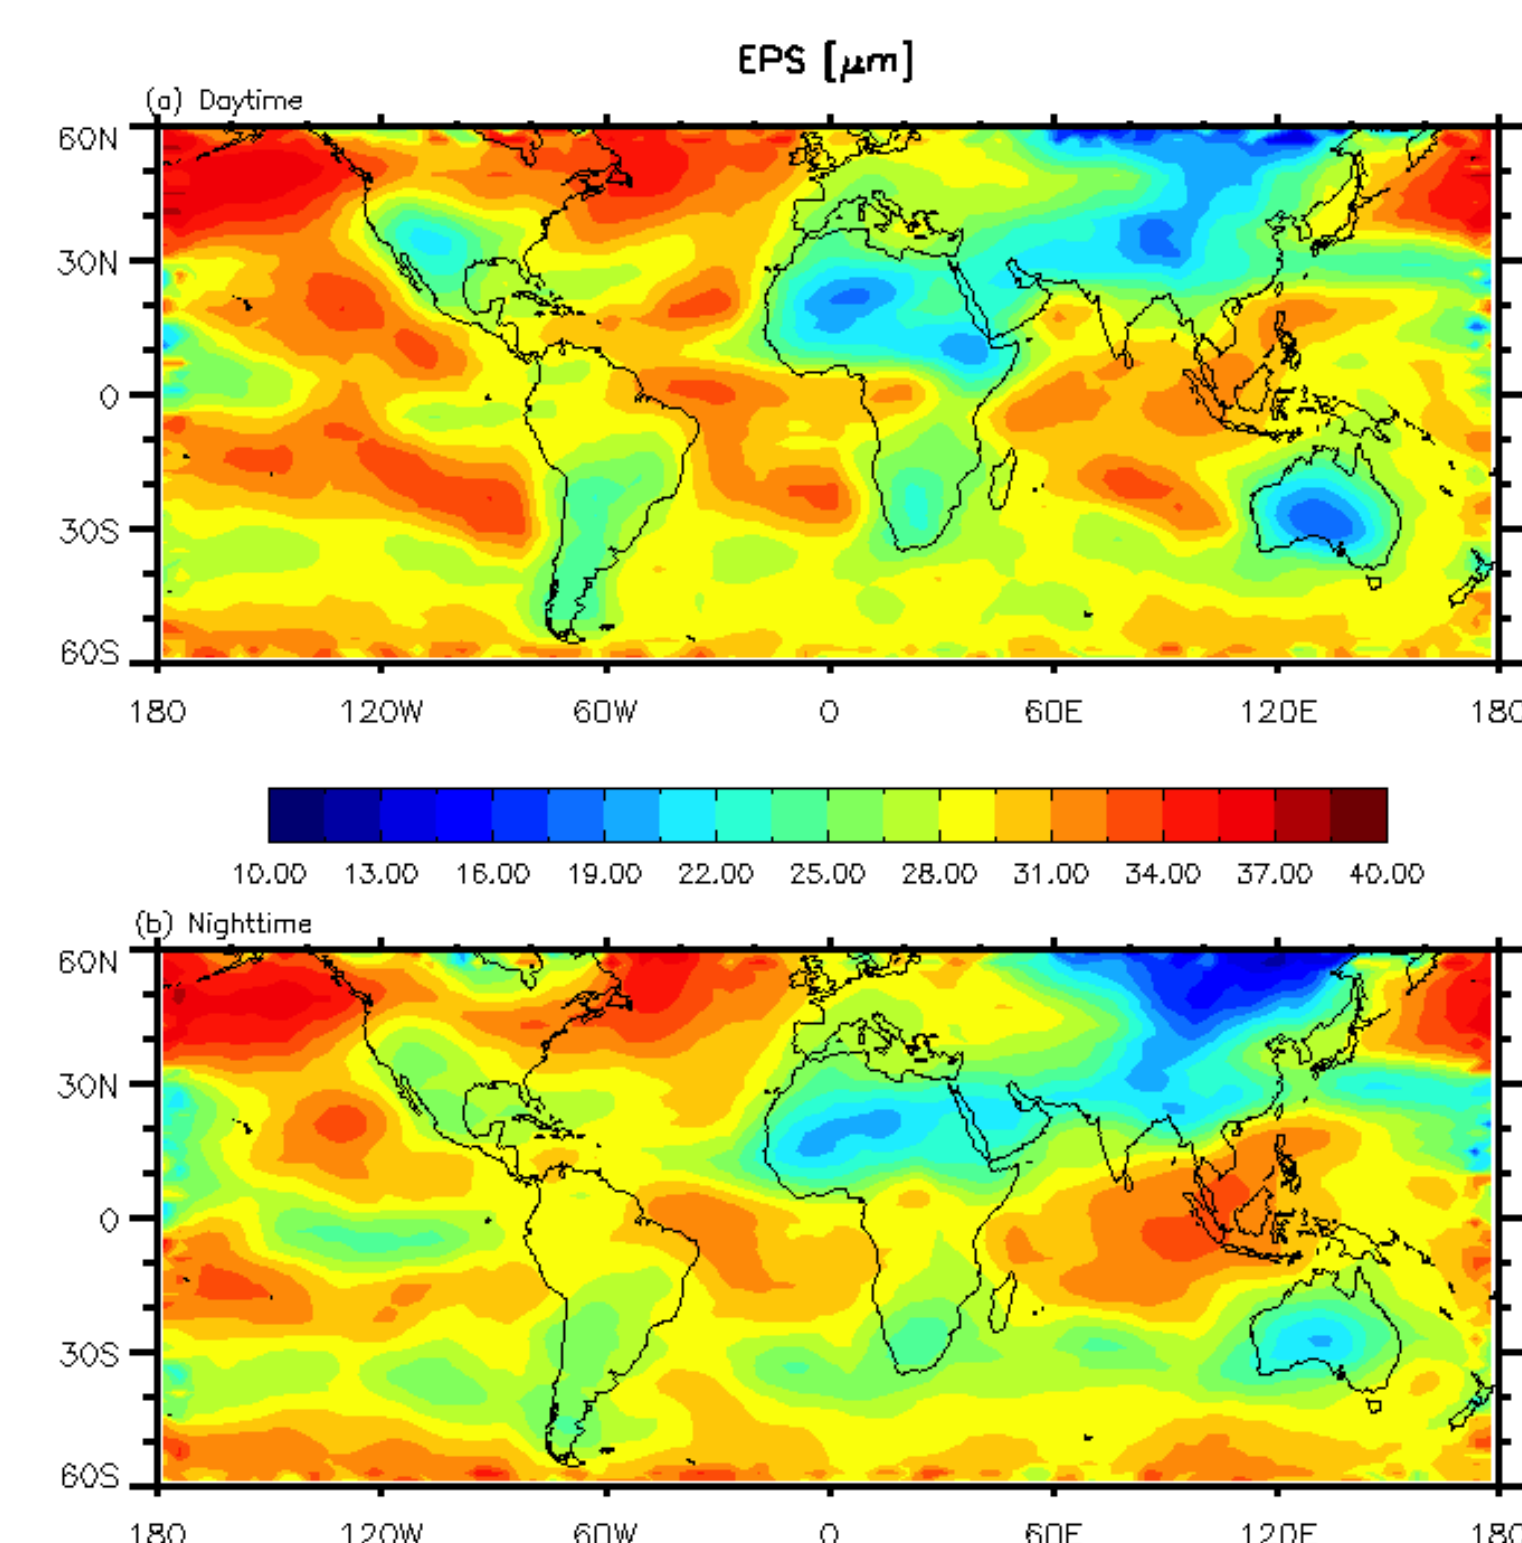 EPS [μm]
(a) Daytime
60N
30N
0
30S
60S
180 120W 60W 0 60E 120E 180
10.00 13.00 16.00 19.00 22.00 25.00 28.00 31.00 34.00 37.00 40.00
(b) Nighttime
60N
30N
0
30S
60S
180 120W 60W 0 60E 120E 180